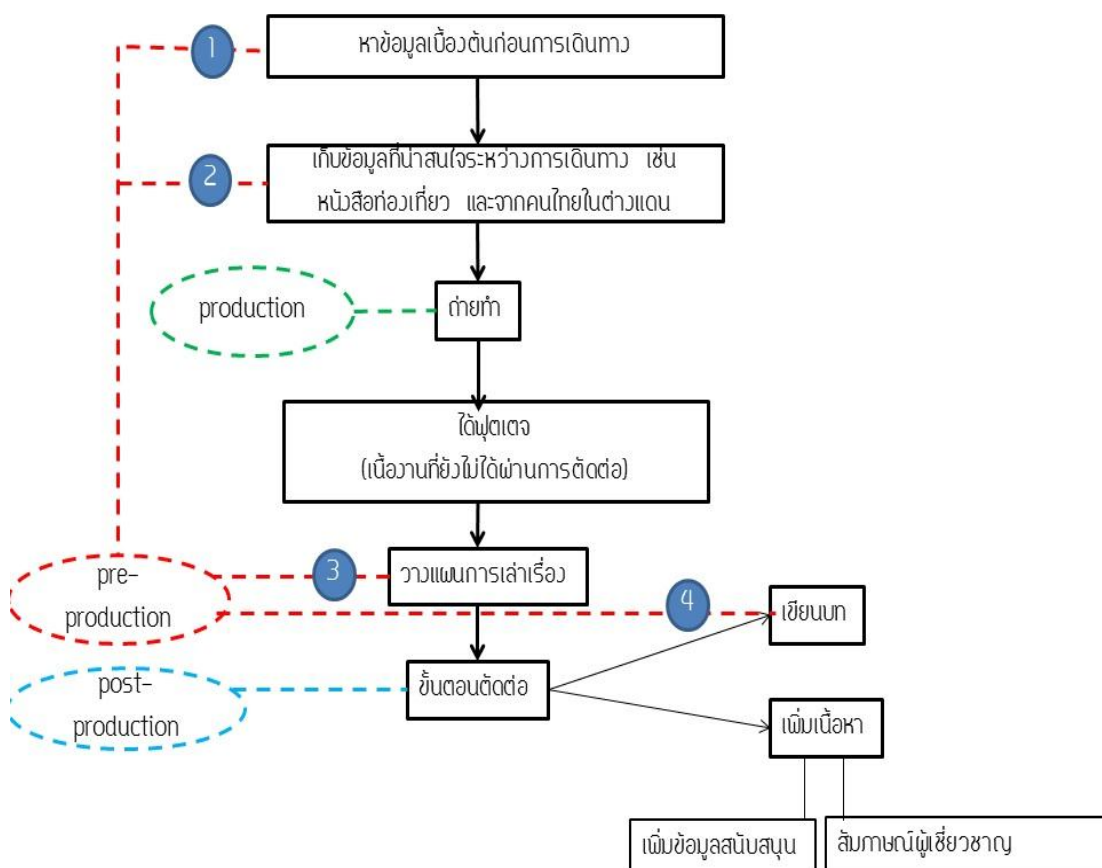 1
หาข้อมูลเบื้องต้นก่อนการเดินทาง
2
เก็บข้อมูลที่น่าสนใจระหว่างการเดินทาง เช่น
หนังสือท่องเที่ยว และจากคนไทยในต่างแดน
production
ถ่ายทำ
ได้ฟุตเตจ
(เนื้องานที่ยังไม่ได้ผ่านการตัดต่อ)
pre-
production
3
วางแผนการเล่าเรื่อง
4
เขียนบท
post-
production
ขั้นตอนตัดต่อ
เพิ่มเนื้อหา
เพิ่มข้อมูลสนับสนุน
สัมภาษณ์ผู้เชี่ยวชาญ